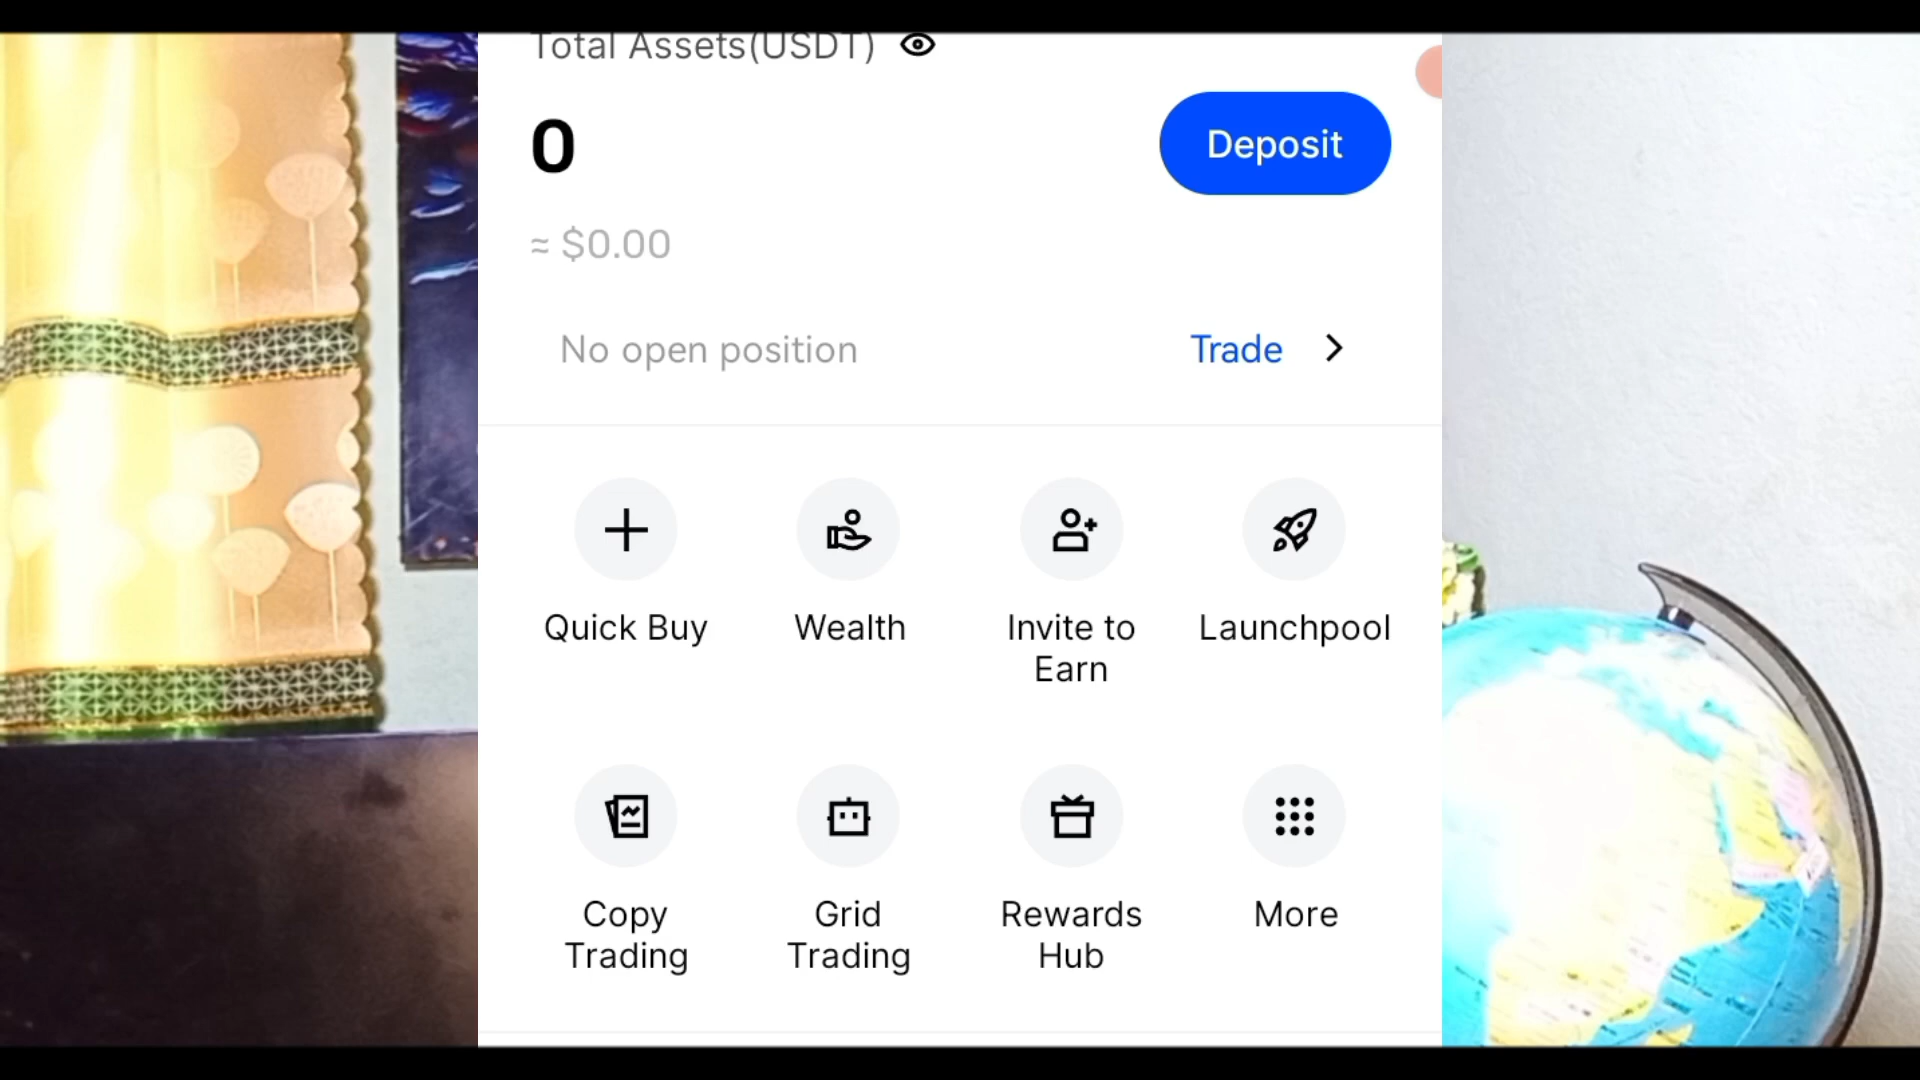 Total Assets(USDT)
0
Deposit
≈ $0.00
No open position
Trade
Quick Buy
Wealth
Invite to
Earn
Launchpool
Copy
Trading
Grid
Trading
Rewards
Hub
More